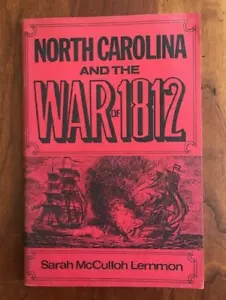 NORTH CAROLINA
AND THE
WAR OF 1812
Sarah McCulloh Lemmon